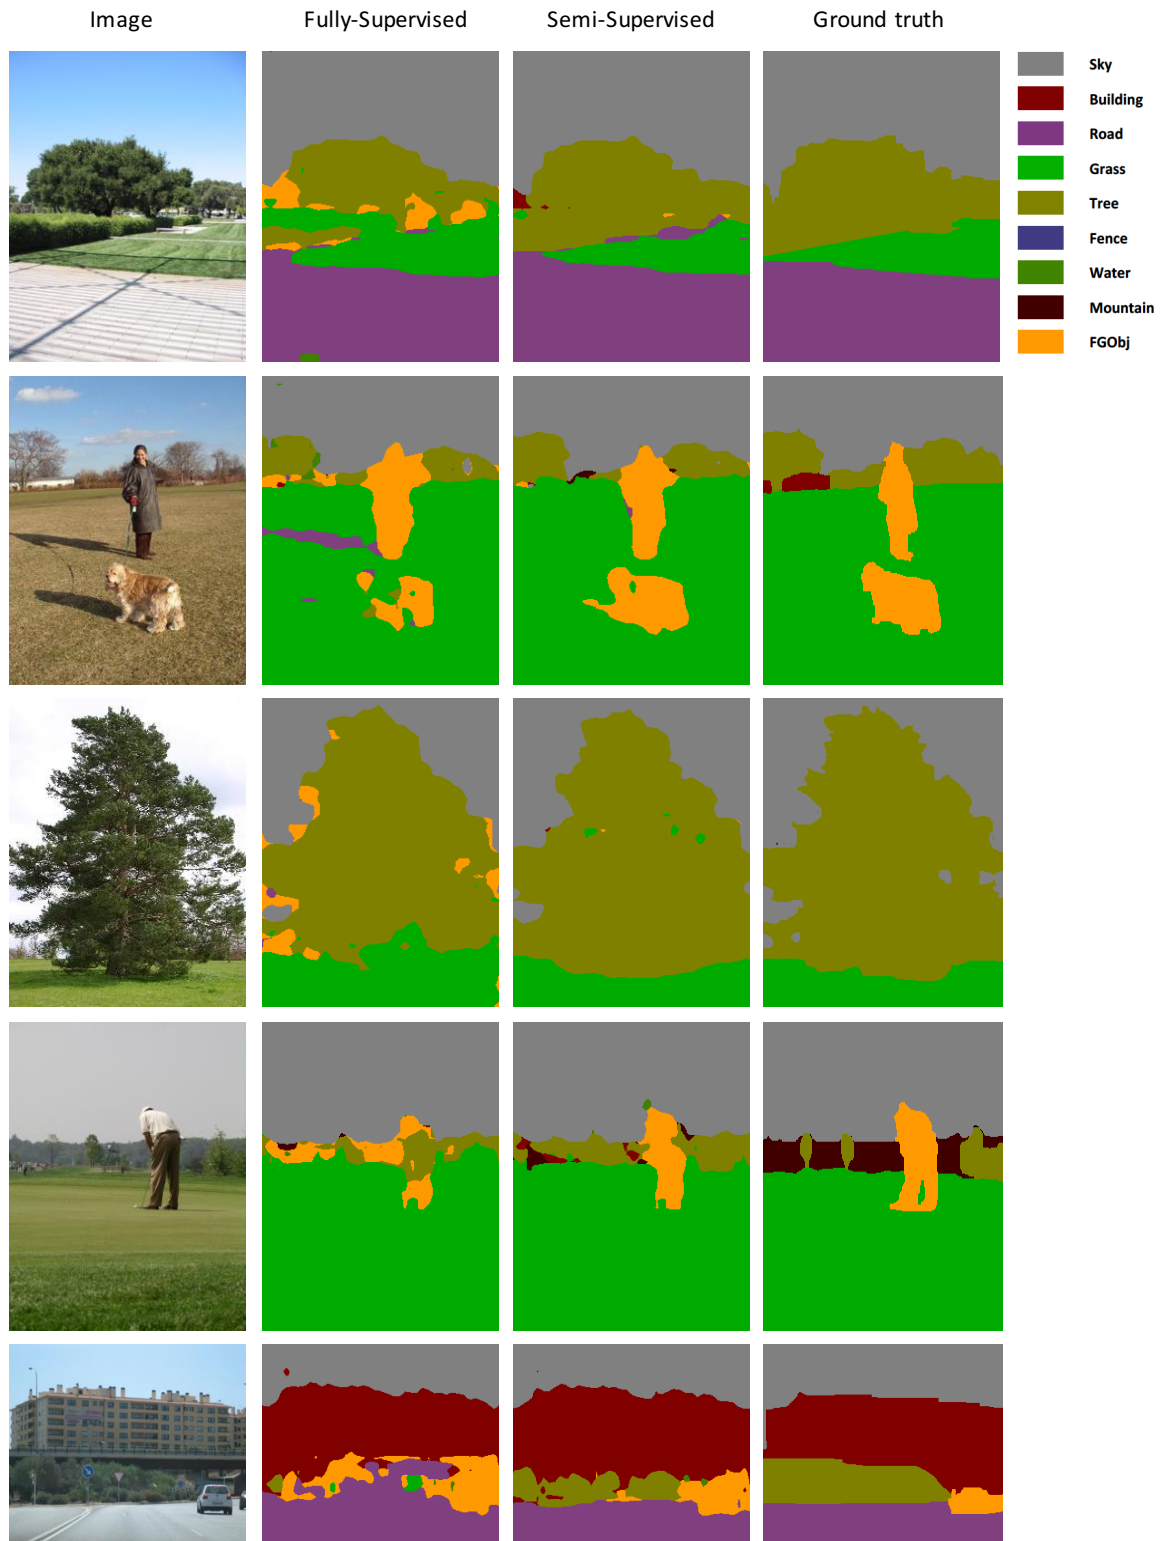 Image Fully-Supervised Semi-Supervised Ground truth
Sky
Building
Road
Grass
Tree
Fence
Water
Mountain
FGObj